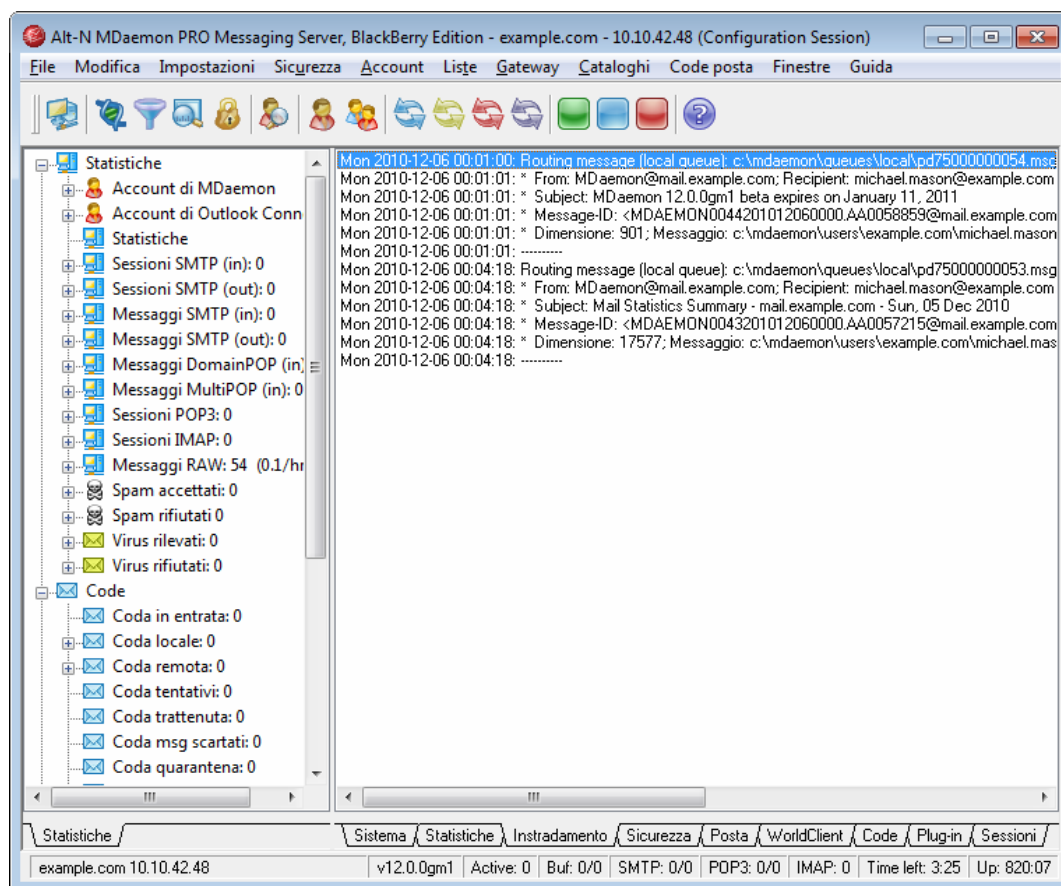 Alt-N MDaemon PRO Messaging Server, BlackBerry Edition - example.com - 10.10.42.48 (Configuration Session)
File Modifica Impostazioni Sicurezza Account Liste Gateway Cataloghi Code posta Finestre Guida
Statistiche
Account di MDaemon
Account di Outlook Conn
Statistiche
Sessioni SMTP (in): 0
Sessioni SMTP (out): 0
Messaggi SMTP (in): 0
Messaggi SMTP (out): 0
Messaggi DomainPOP (in)
Messaggi MultiPOP (in): 0
Sessioni POP3: 0
Sessioni IMAP: 0
Messaggi RAW: 54 (0.1/hr
Spam accettati: 0
Spam rifiutati 0
Virus rilevati: 0
Virus rifiutati: 0
Code
Coda in entrata: 0
Coda locale: 0
Coda remota: 0
Coda tentativi: 0
Coda trattenuta: 0
Coda msg scartati: 0
Coda quarantena: 0
Mon 2010-12-06 00:01:00: Routing message (local queue): c:\mdaemon\queues\local\pd75000000054.msg
Mon 2010-12-06 00:01:01: * From: MDaemon@mail.example.com; Recipient: michael.mason@example.com
Mon 2010-12-06 00:01:01: * Subject: MDaemon 12.0.0gm1 beta expires on January 11, 2011
Mon 2010-12-06 00:01:01: * Message-ID: <MDAEMON0044201012060000.AA0058859@mail.example.com
Mon 2010-12-06 00:01:01: * Dimensione: 901; Messaggio: c:\mdaemon\users\example.com\michael.mason
Mon 2010-12-06 00:01:01: ----------
Mon 2010-12-06 00:04:18: Routing message (local queue): c:\mdaemon\queues\local\pd75000000053.msg
Mon 2010-12-06 00:04:18: * From: MDaemon@mail.example.com; Recipient: michael.mason@example.com
Mon 2010-12-06 00:04:18: * Subject: Mail Statistics Summary - mail.example.com - Sun, 05 Dec 2010
Mon 2010-12-06 00:04:18: * Message-ID: <MDAEMON0043201012060000.AA0057215@mail.example.com
Mon 2010-12-06 00:04:18: * Dimensione: 17577; Messaggio: c:\mdaemon\users\example.com\michael.mas
Mon 2010-12-06 00:04:18: ----------
Statistiche
Sistema Statistiche Instradamento Sicurezza Posta WorldClient Code Plug-in Sessioni
example.com 10.10.42.48 v12.0.0gm1 Active: 0 Buf: 0/0 SMTP: 0/0 POP3: 0/0 IMAP: 0 Time left: 3:25 Up: 820:07